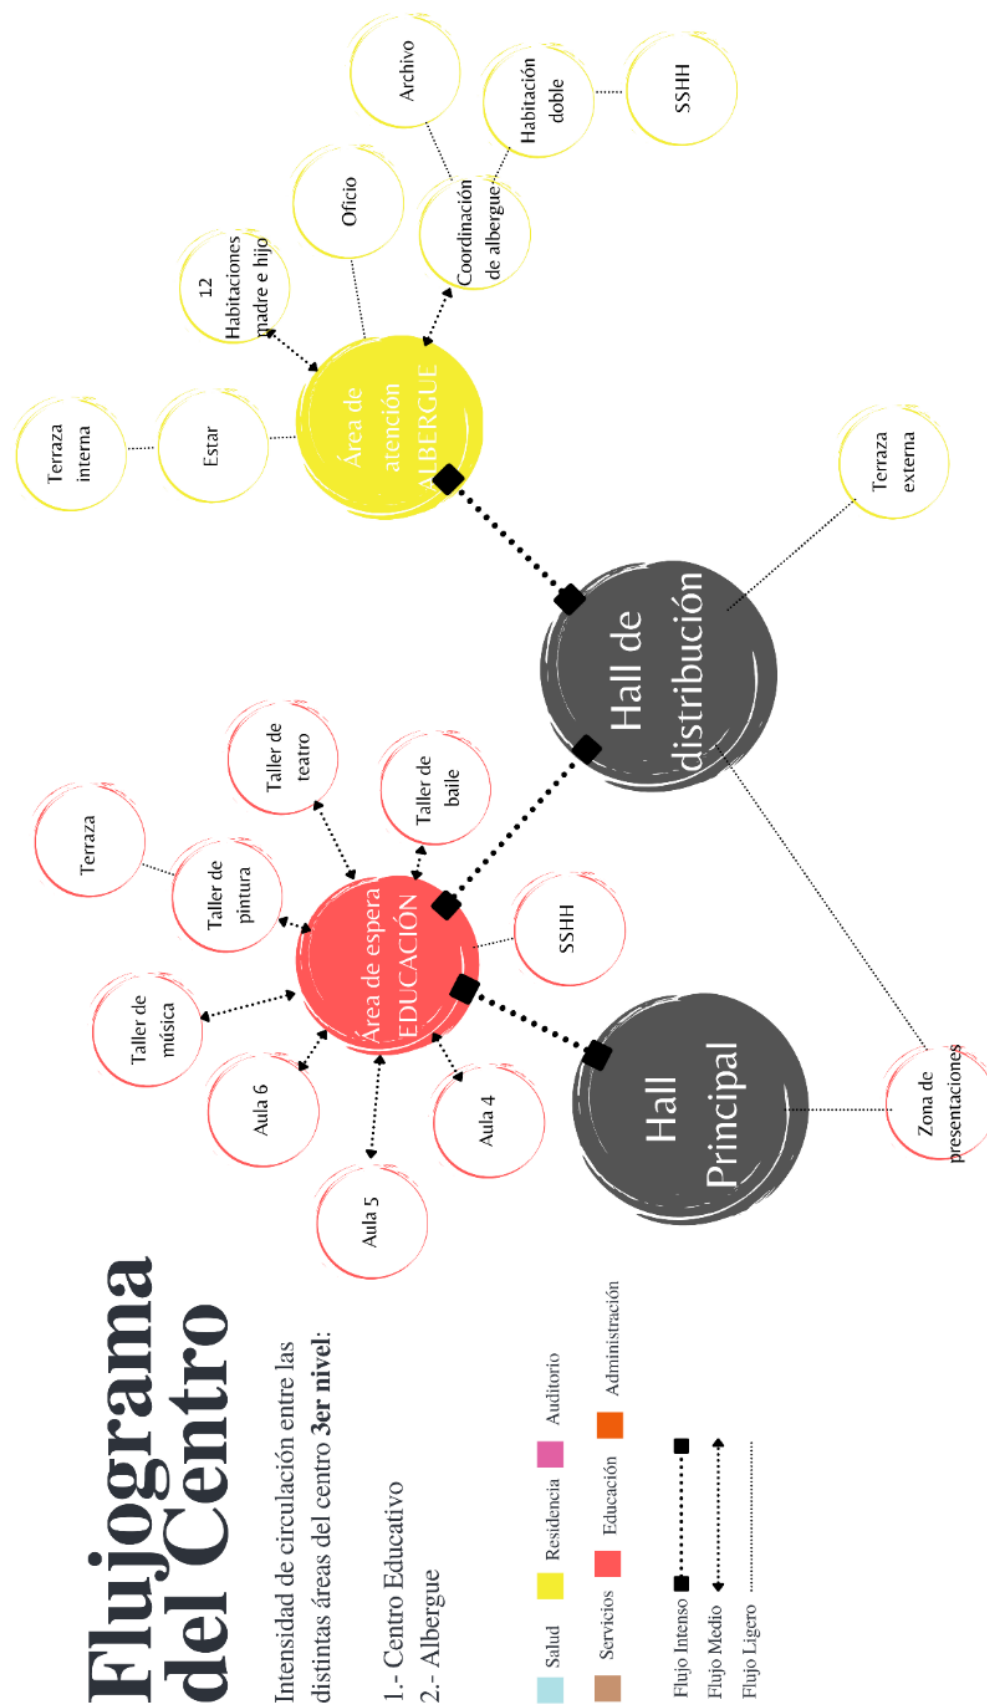 Flujograma
del Centro
Intensidad de circulación entre las
distintas áreas del centro 3er nivel:
1.- Centro Educativo
2.- Albergue
Salud
Residencia
Auditorio
Servicios
Educación
Administración
Flujo Intenso
Flujo Medio
Flujo Ligero
Aula 5
Aula 6
Aula 4
Taller de
música
Taller de
pintura
Terraza
Taller de
teatro
Taller de
baile
Área de espera
EDUCACIÓN
SSHH
Hall
Principal
Zona de
presentaciones
Hall de
distribución
Terraza
externa
Terraza
interna
Estar
12
Habitaciones
madre e hijo
Oficio
Área de
atención
ALBERGUE
Coordinación
de albergue
Archivo
Habitación
doble
SSHH